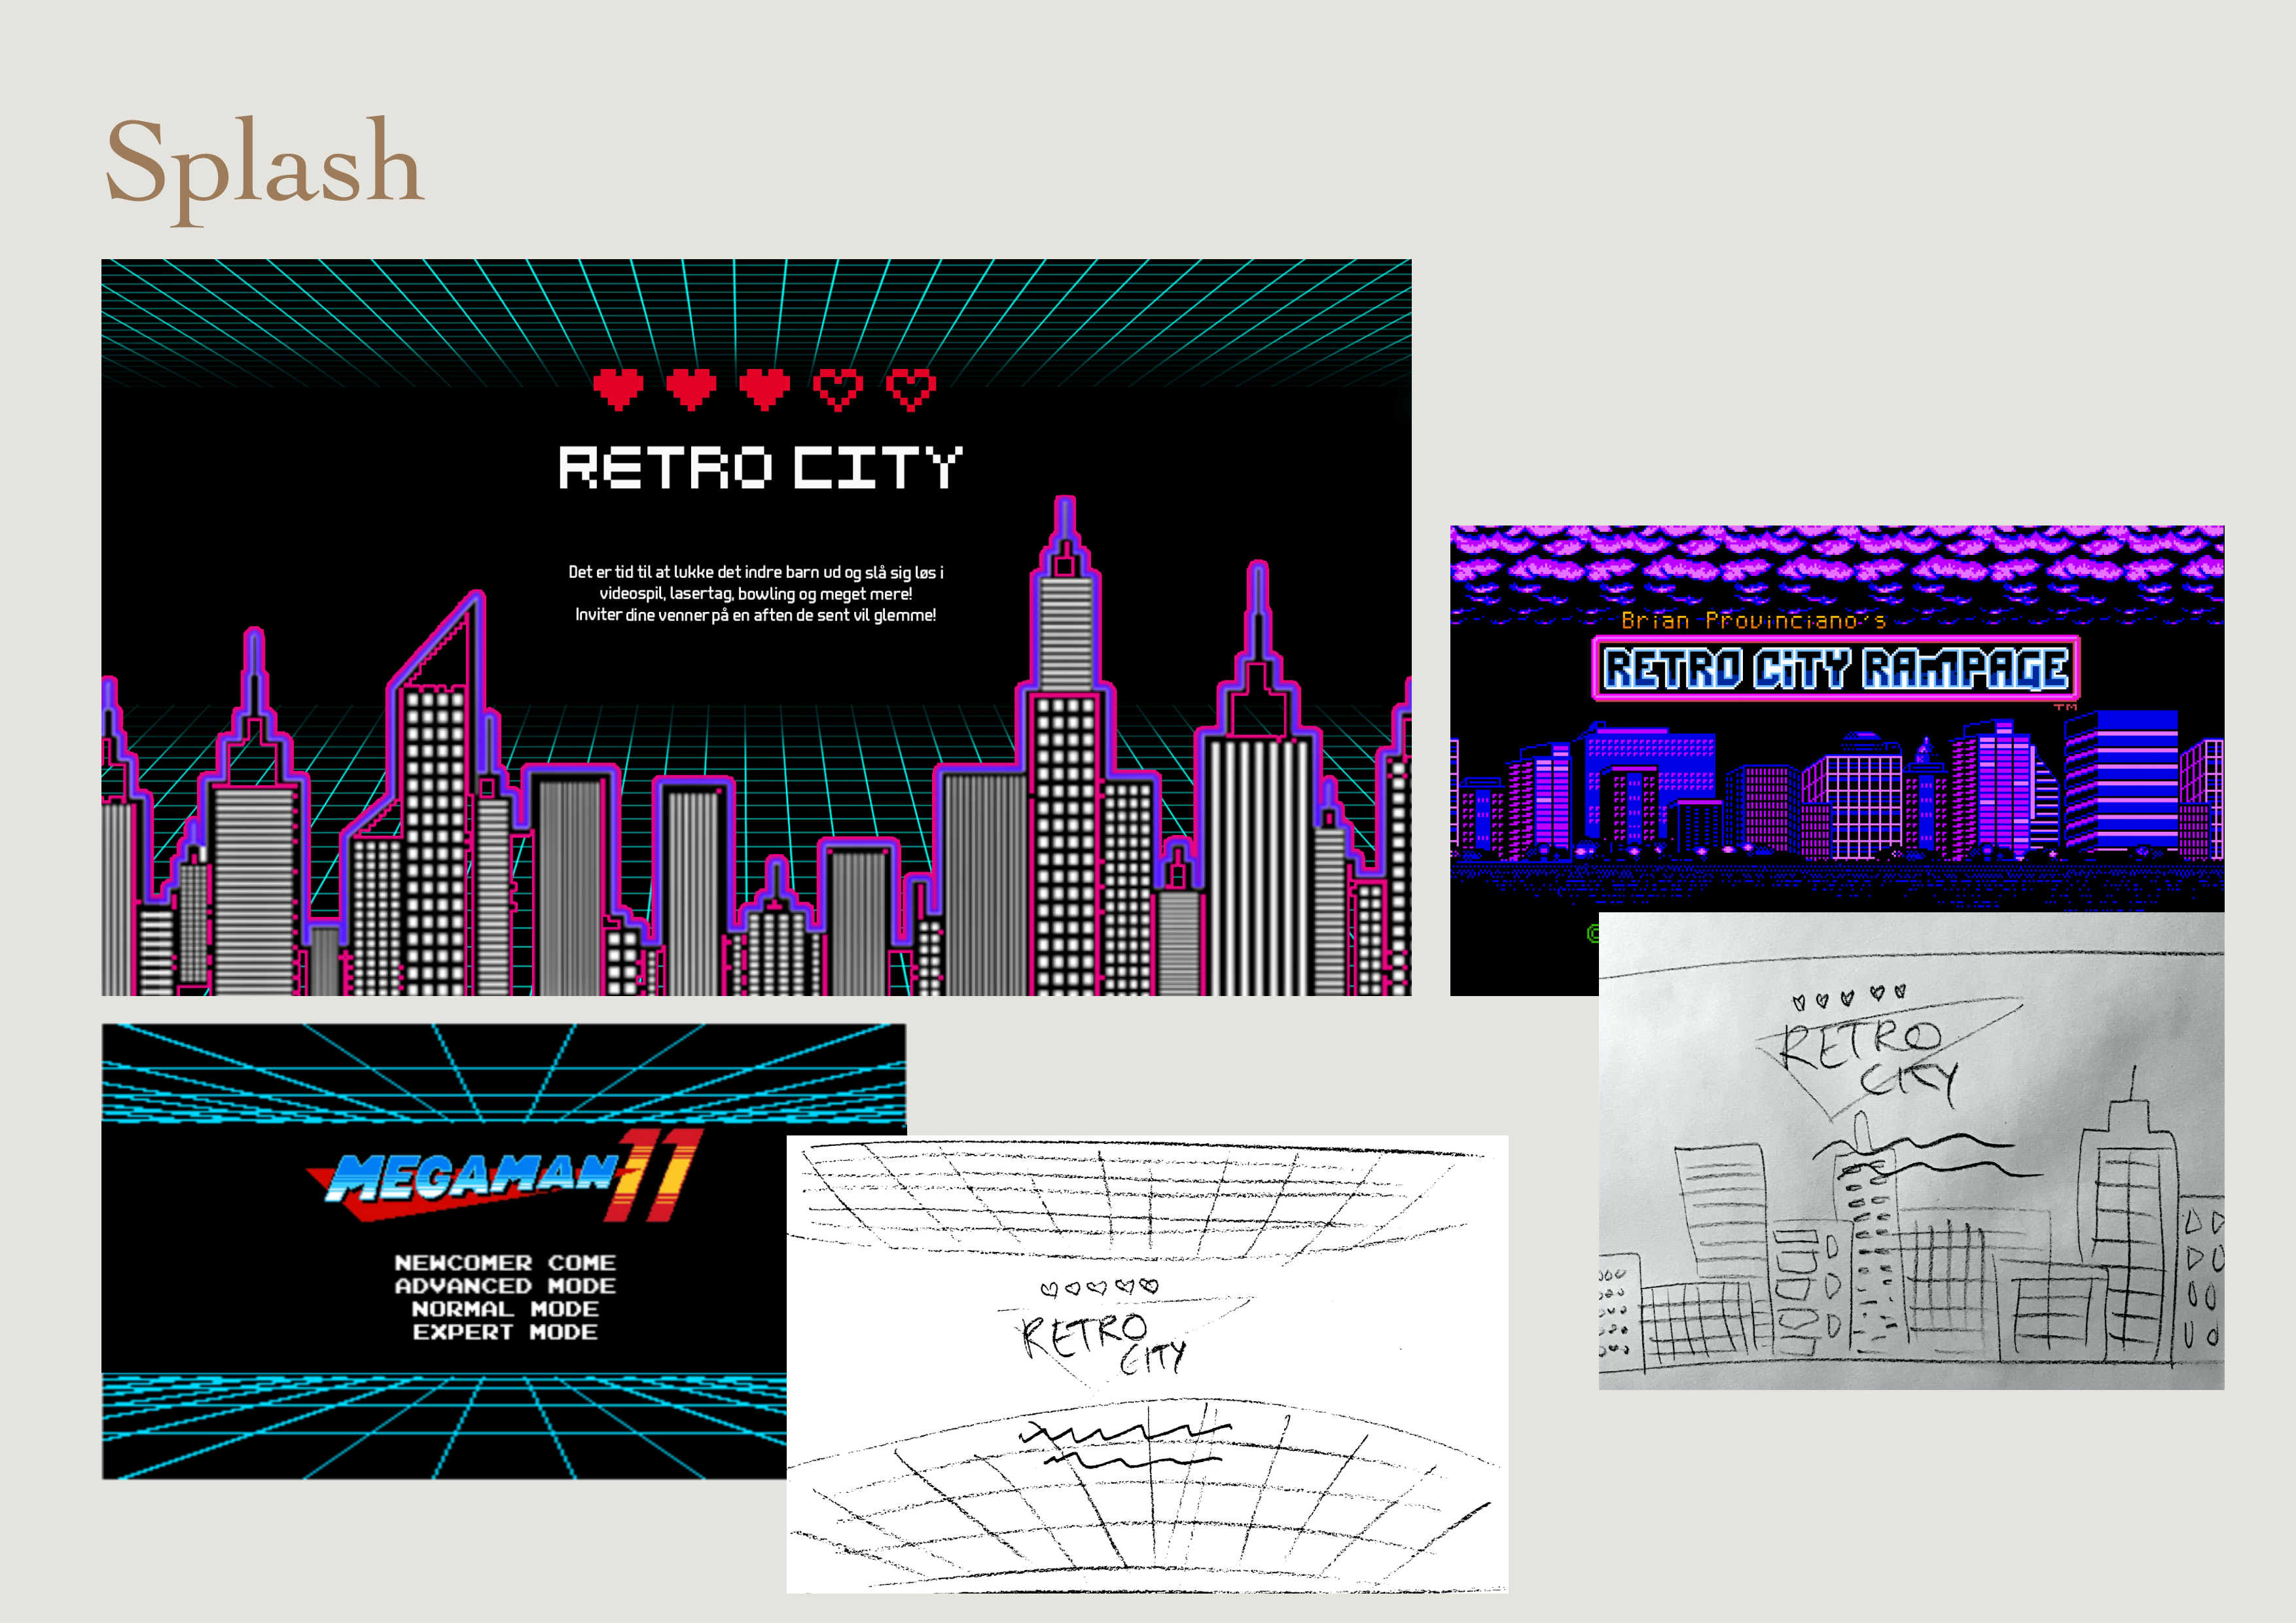 Splash
RETRO CITY
Det er tid til at lukke det indre barn ud og slå sig løs i
videospil, lasertag, bowling og meget mere!
Inviter dine venner på en aften de sent vil glemme!
Brian Provinciano's
RETRO CITY RAMPAGE
TM
©
MEGAMAN 11
NEWCOMER COME
ADVANCED MODE
NORMAL MODE
EXPERT MODE
RETRO
CITY
RETRO
CITY